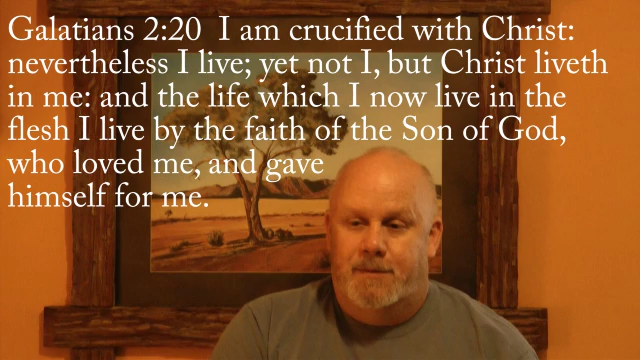 Galatians 2:20  I am crucified with Christ:
nevertheless I live; yet not I, but Christ liveth
in me: and the life which I now live in the
flesh I live by the faith of the Son of God,
who loved me, and gave
himself for me.